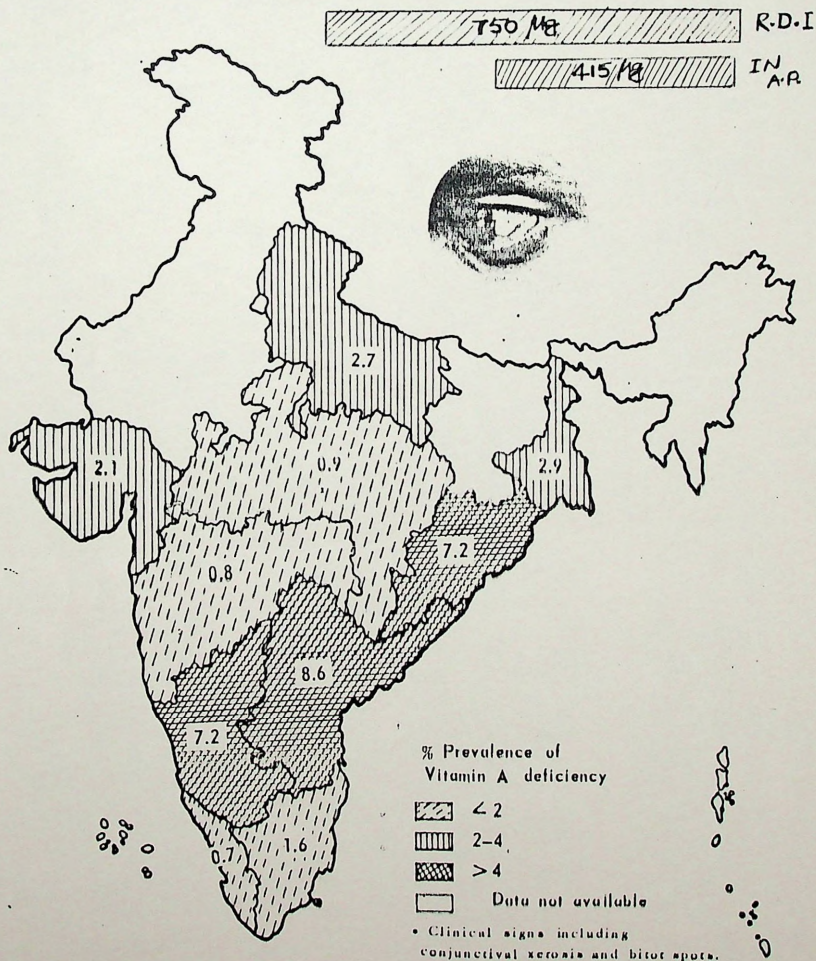 750 µg R.D.I
415 µg IN A.P.
2.7
2.1
0.9
2.9
0.8
7.2
8.6
7.2
0.7
1.6
% Prevalence of
Vitamin A deficiency
< 2
2-4
> 4
Data not available
• Clinical signs including
conjunctival xerosis and bitot spots.